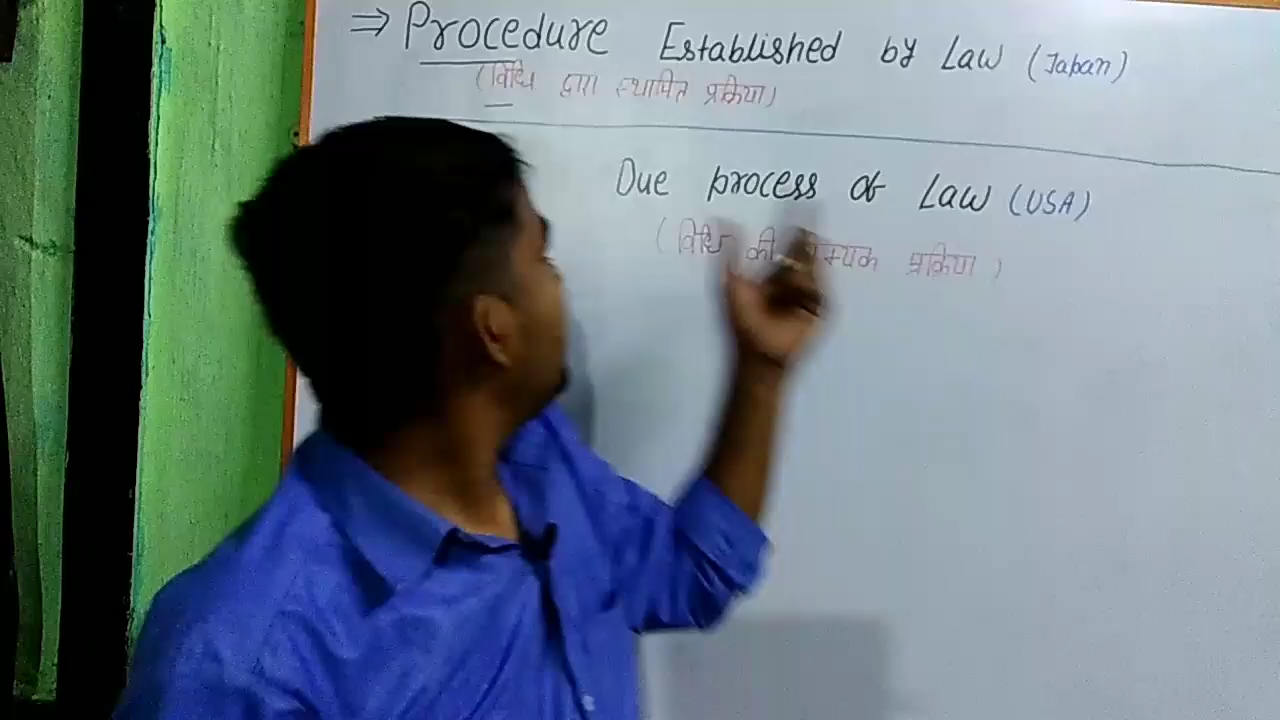 ⇒ Procedure Established by Law (Japan)
(विधि द्वारा स्थापित प्रक्रिया)
Due process of Law (USA)
(विधि की प्रक्रिया)